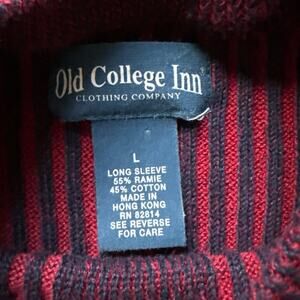 Old College Inn
CLOTHING COMPANY
L
LONG SLEEVE
55% RAMIE
45% COTTON
MADE IN
HONG KONG
RN 82814
SEE REVERSE
FOR CARE